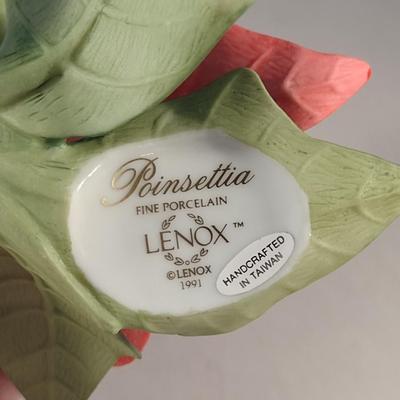 Poinsettia
FINE PORCELAIN
LENOX™
©LENOX
1991
HANDCRAFTED
IN TAIWAN